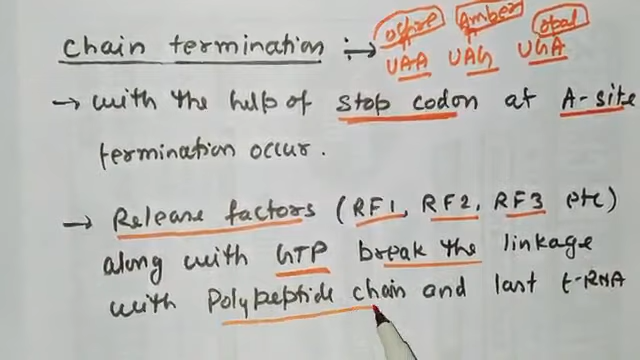 ochre Amber opal
Chain termination :→ UAA UAG UGA
→ with the help of stop codon at A-site
termination occur.
→ Release factors (RF1, RF2, RF3 etc)
along with GTP break the linkage
with Polypeptide chain and last t-RNA